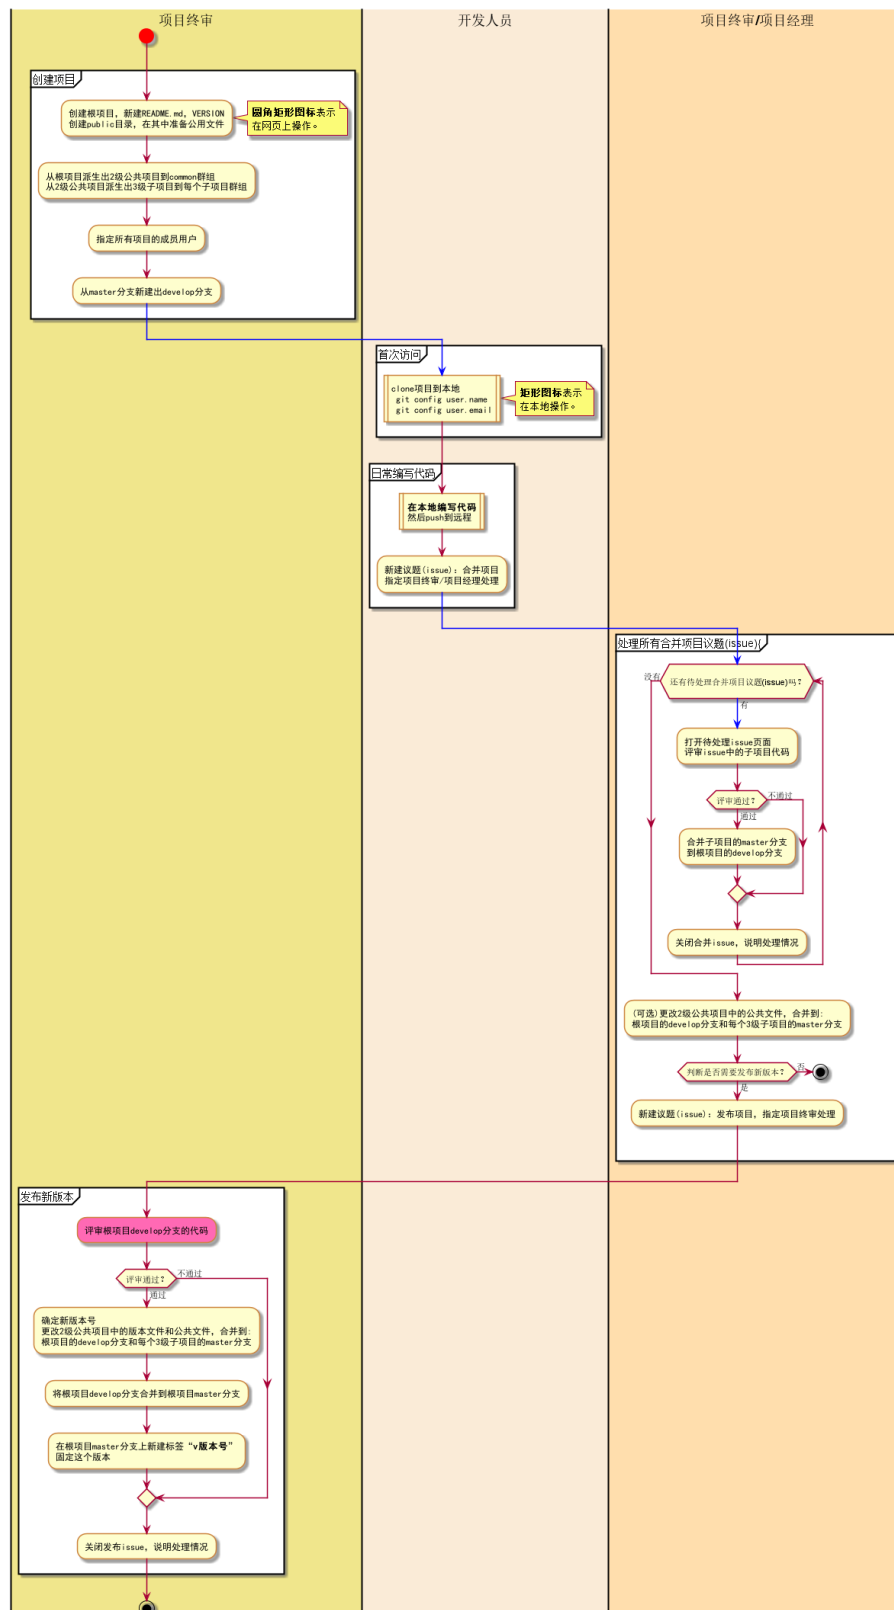 项目终审
开发人员
项目终审/项目经理
创建项目
创建根项目，新建README.md，VERSION
创建public目录，在其中准备公用文件
圆角矩形图标表示
在网页上操作。
从根项目派生出2级公共项目到common群组
从2级公共项目派生出3级子项目到每个子项目群组
指定所有项目的成员用户
从master分支新建出develop分支
首次访问
clone项目到本地
git config user.name
git config user.email
矩形图标表示
在本地操作。
日常编写代码
在本地编写代码
然后push到远程
新建议题(issue)：合并项目
指定项目终审/项目经理处理
处理所有合并项目议题(issue){
没有
还有待处理合并项目议题(issue)吗？
有
打开待处理issue页面
评审issue中的子项目代码
评审通过？
不通过
通过
合并子项目的master分支
到根项目的develop分支
关闭合并issue，说明处理情况
(可选)更改2级公共项目中的公共文件，合并到：
根项目的develop分支和每个3级子项目的master分支
判断是否需要发布新版本？
否
是
新建议题(issue)：发布项目，指定项目终审处理
发布新版本
评审根项目develop分支的代码
评审通过？
不通过
通过
确定新版本号
更改2级公共项目中的版本文件和公共文件，合并到：
根项目的develop分支和每个3级子项目的master分支
将根项目develop分支合并到根项目master分支
在根项目master分支上新建标签“v版本号”
固定这个版本
关闭发布issue，说明处理情况